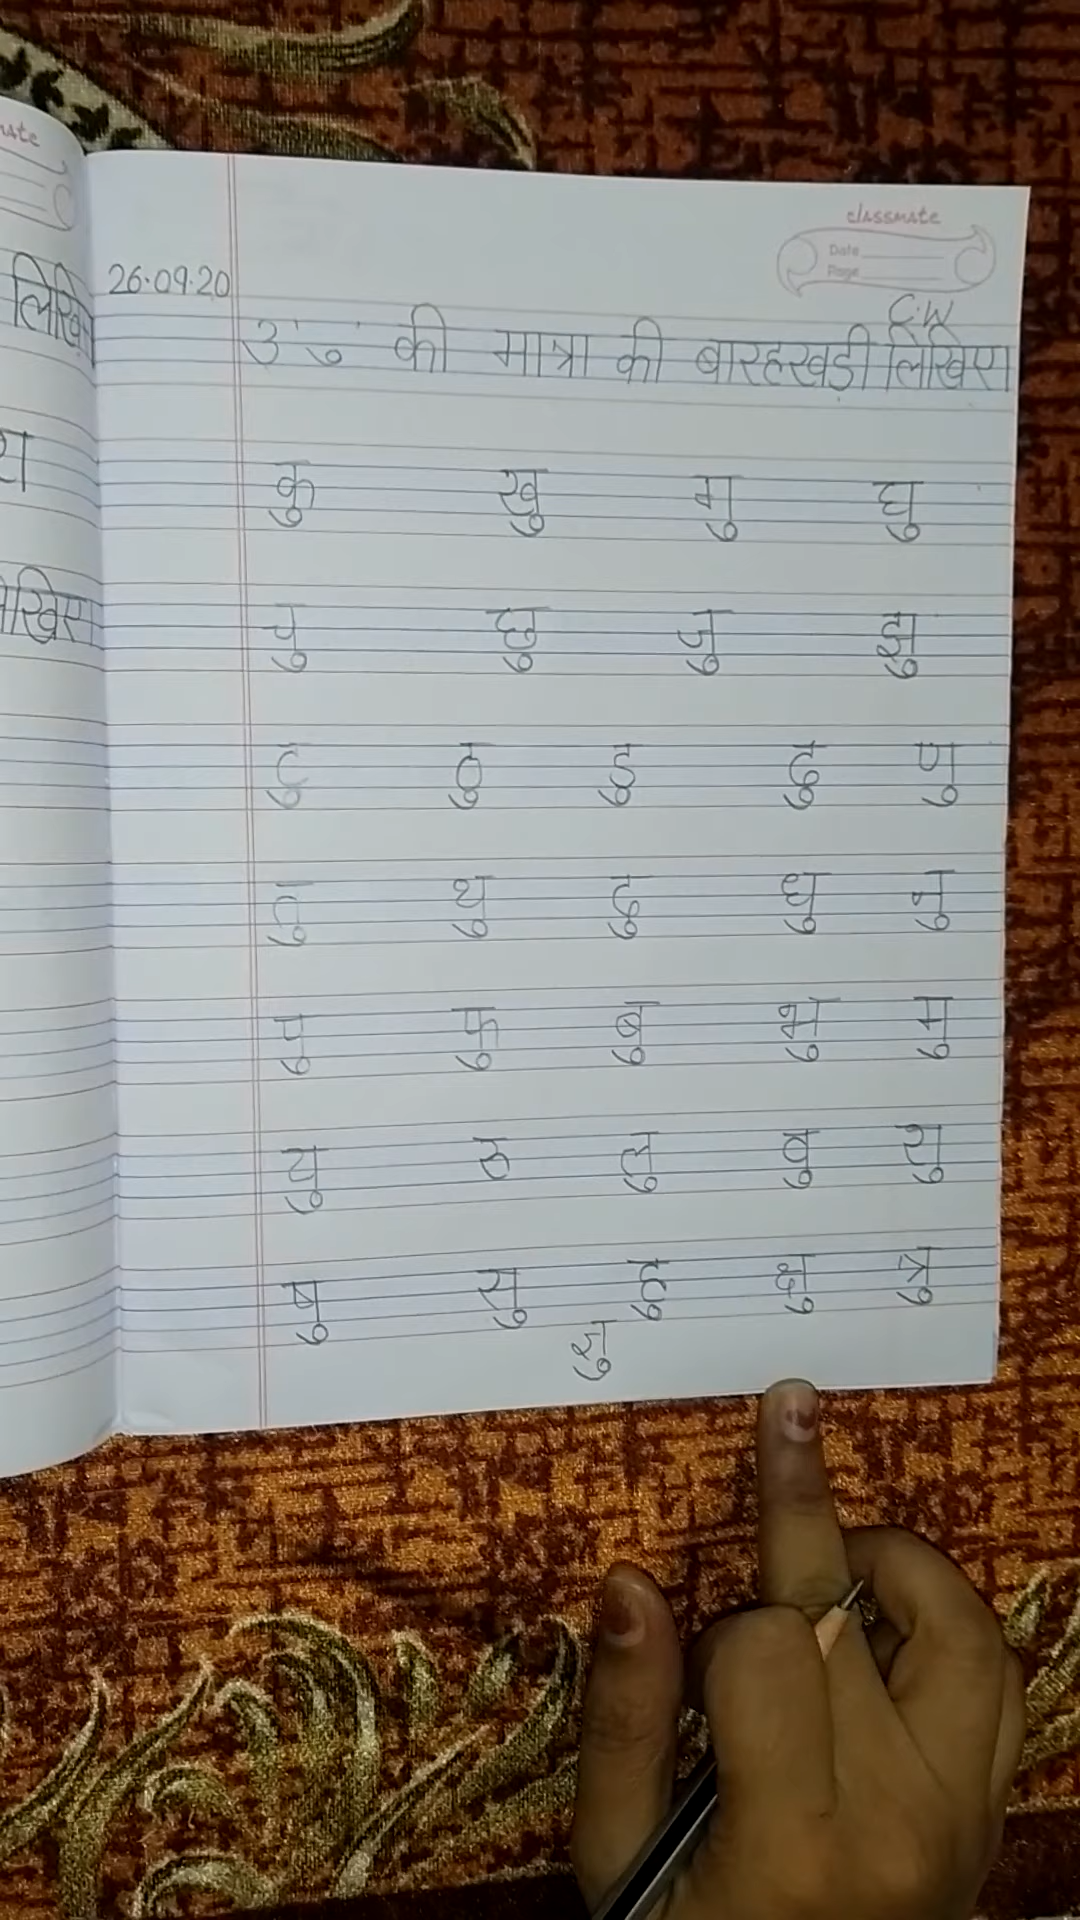 classmate
Date
Page
26.09.20
C.W
उ' ु ' की मात्रा की बारहखड़ी लिखिए
कु खु गु घु
चु छु जु झु
टु ठु डु ढु णु
तु थु दु धु नु
पु फु बु भु मु
यु रु लु वु शु
षु सु हु क्षु त्रु
ज्ञु